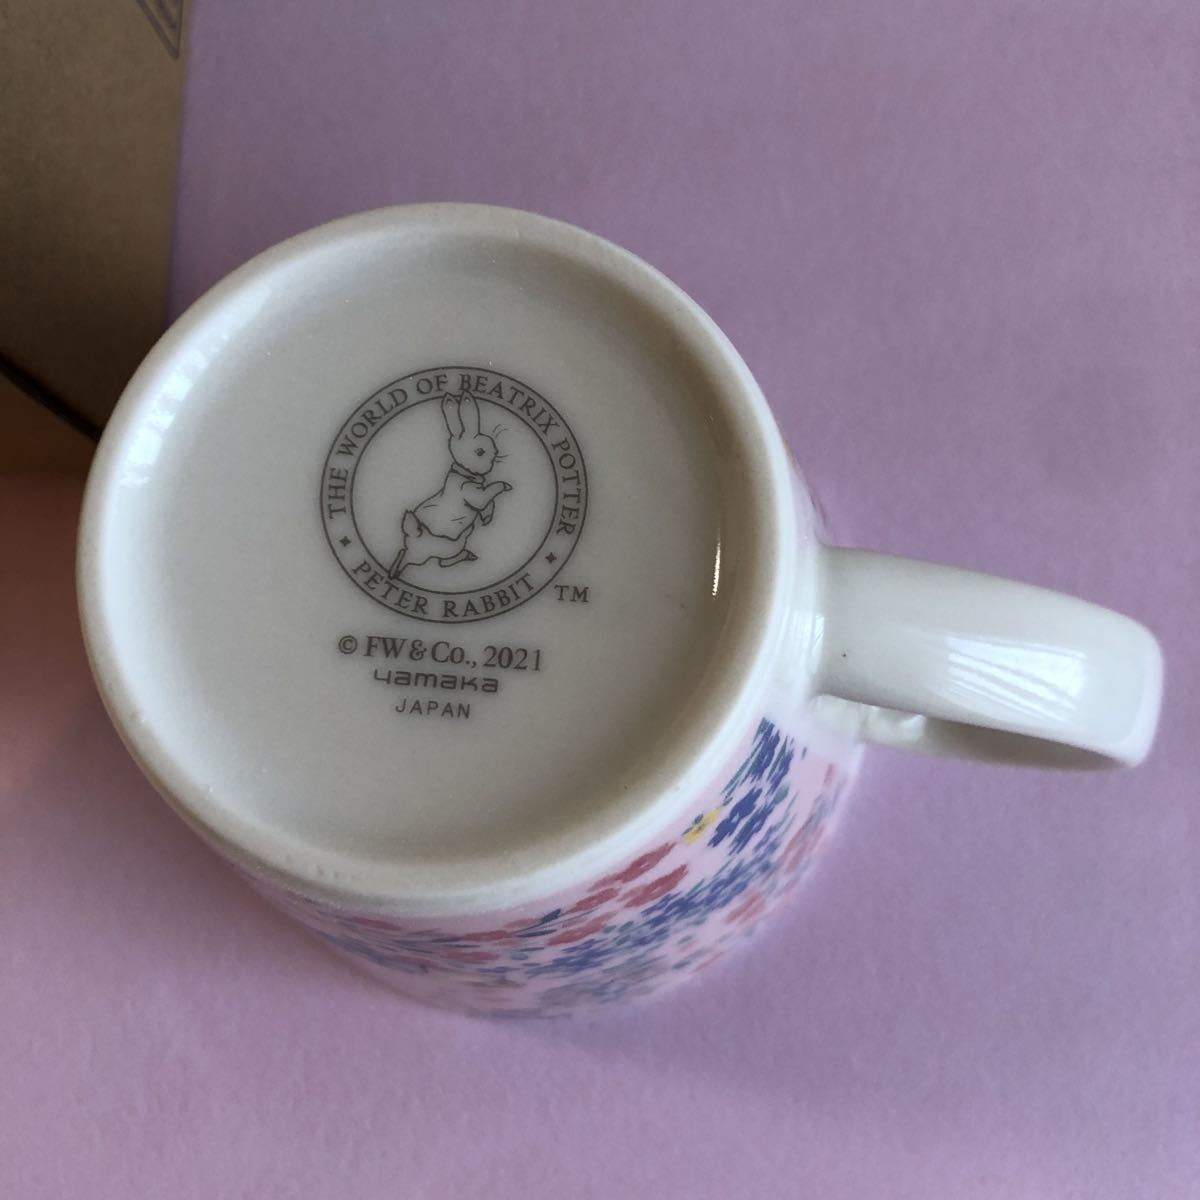 THE WORLD OF BEATRIX POTTER
PETER RABBIT
TM
© FW&Co., 2021
yamaka
JAPAN